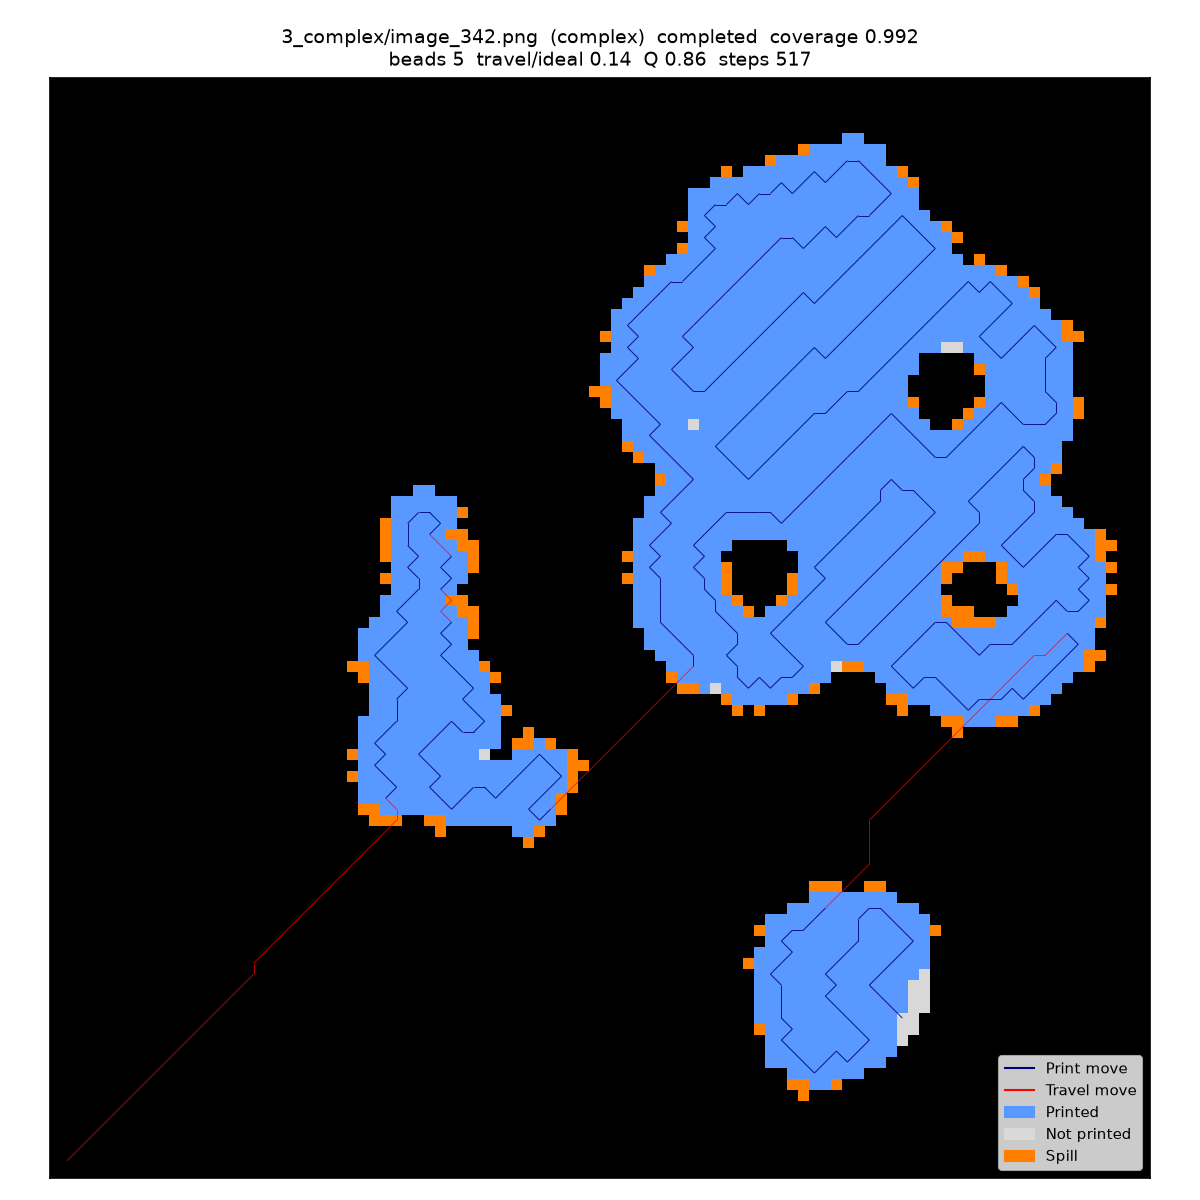 3_complex/image_342.png  (complex)  completed  coverage 0.992
beads 5  travel/ideal 0.14  Q 0.86  steps 517
Print move
Travel move
Printed
Not printed
Spill